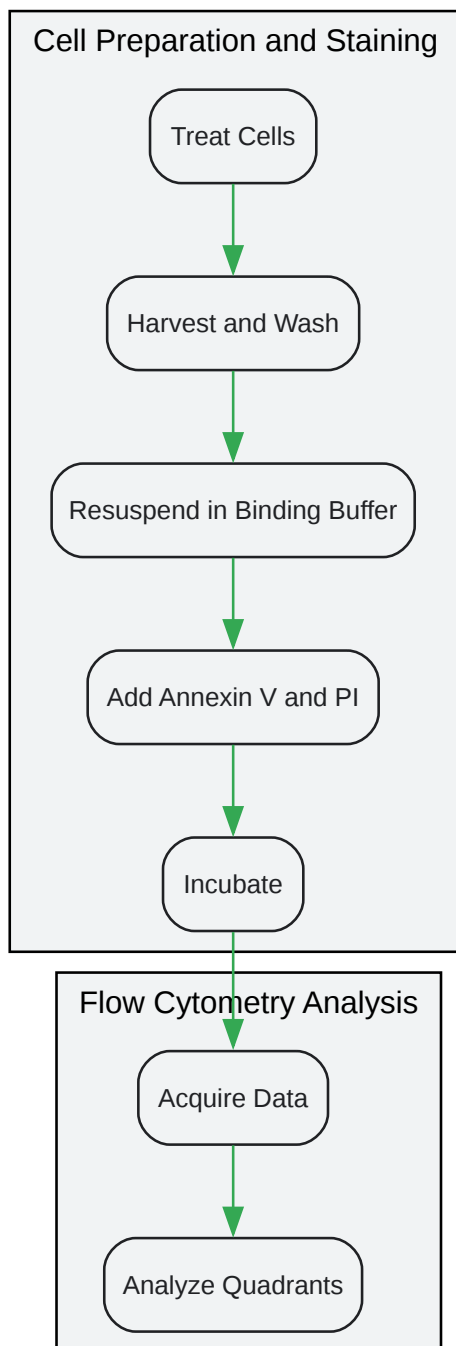 Cell Preparation and Staining
Treat Cells
Harvest and Wash
Resuspend in Binding Buffer
Add Annexin V and PI
Incubate
Flow Cytometry Analysis
Acquire Data
Analyze Quadrants